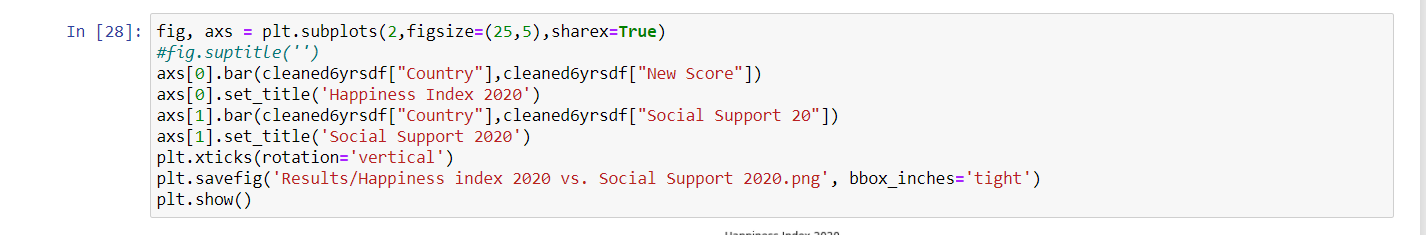 In [28]: fig, axs = plt.subplots(2,figsize=(25,5),sharex=True)
#fig.suptitle('')
axs[0].bar(cleaned6yrsdf["Country"],cleaned6yrsdf["New Score"])
axs[0].set_title('Happiness Index 2020')
axs[1].bar(cleaned6yrsdf["Country"],cleaned6yrsdf["Social Support 20"])
axs[1].set_title('Social Support 2020')
plt.xticks(rotation='vertical')
plt.savefig('Results/Happiness index 2020 vs. Social Support 2020.png', bbox_inches='tight')
plt.show()
Happiness Index 2020